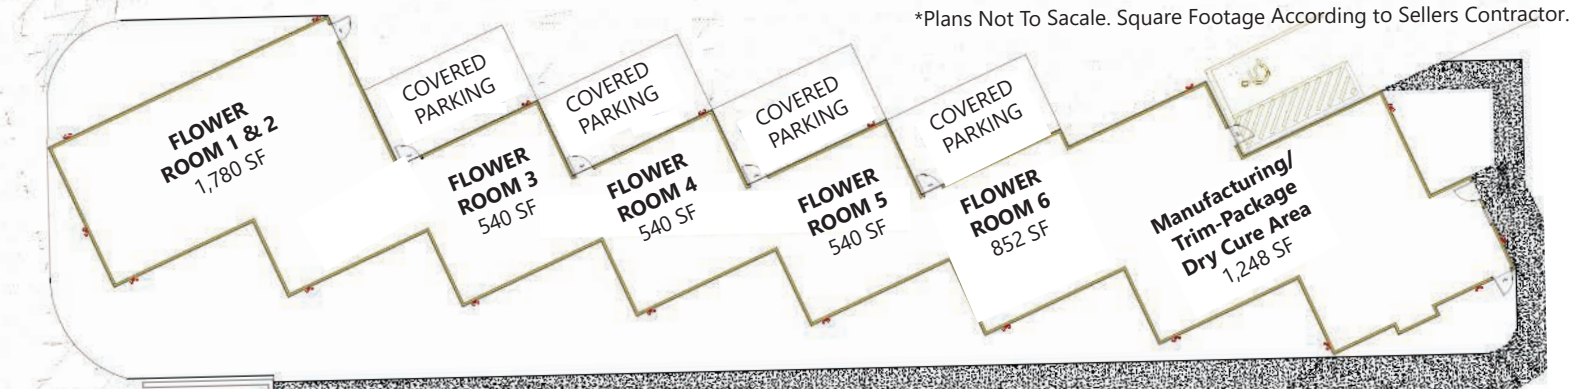 *Plans Not To Sacale. Square Footage According to Sellers Contractor.
FLOWER
ROOM 1 & 2
1,780 SF
COVERED
PARKING
FLOWER
ROOM 3
540 SF
COVERED
PARKING
FLOWER
ROOM 4
540 SF
COVERED
PARKING
FLOWER
ROOM 5
540 SF
COVERED
PARKING
FLOWER
ROOM 6
852 SF
Manufacturing/
Trim-Package
Dry Cure Area
1,248 SF